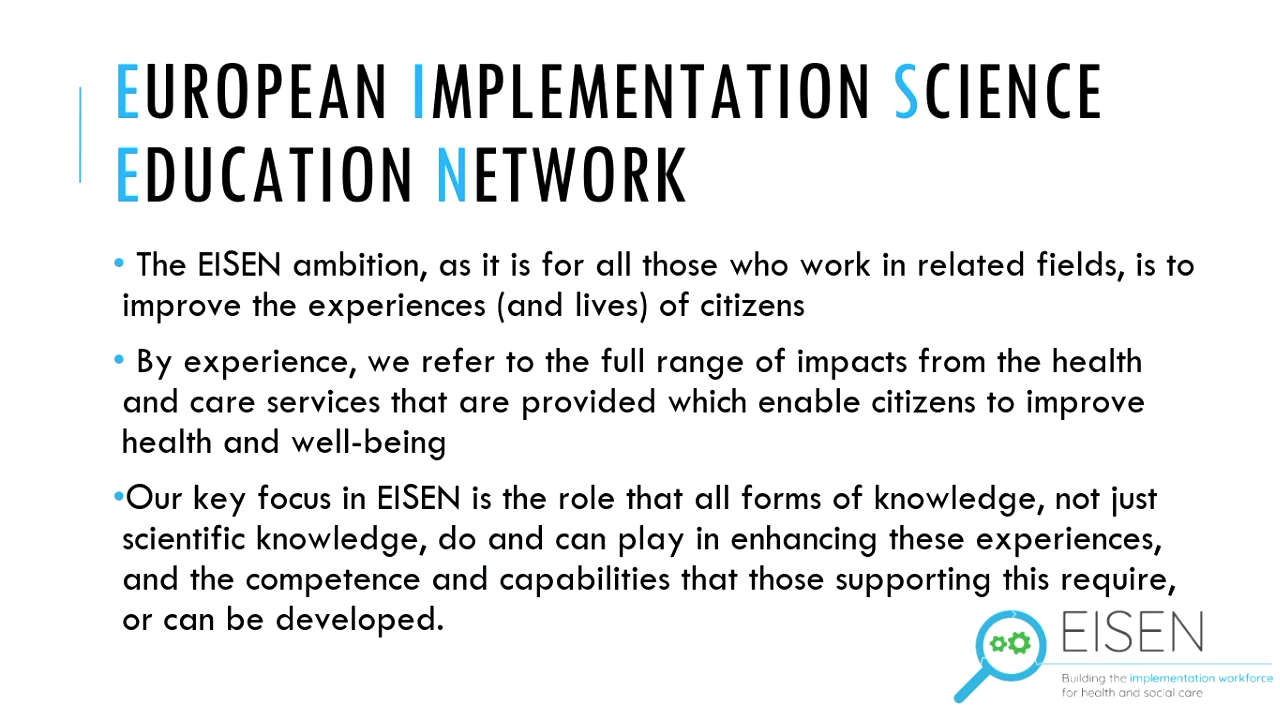 EUROPEAN IMPLEMENTATION SCIENCE
EDUCATION NETWORK
• The EISEN ambition, as it is for all those who work in related fields, is to
improve the experiences (and lives) of citizens
• By experience, we refer to the full range of impacts from the health
and care services that are provided which enable citizens to improve
health and well-being
•Our key focus in EISEN is the role that all forms of knowledge, not just
scientific knowledge, do and can play in enhancing these experiences,
and the competence and capabilities that those supporting this require,
or can be developed.
EISEN
Building the implementation workforce
for health and social care